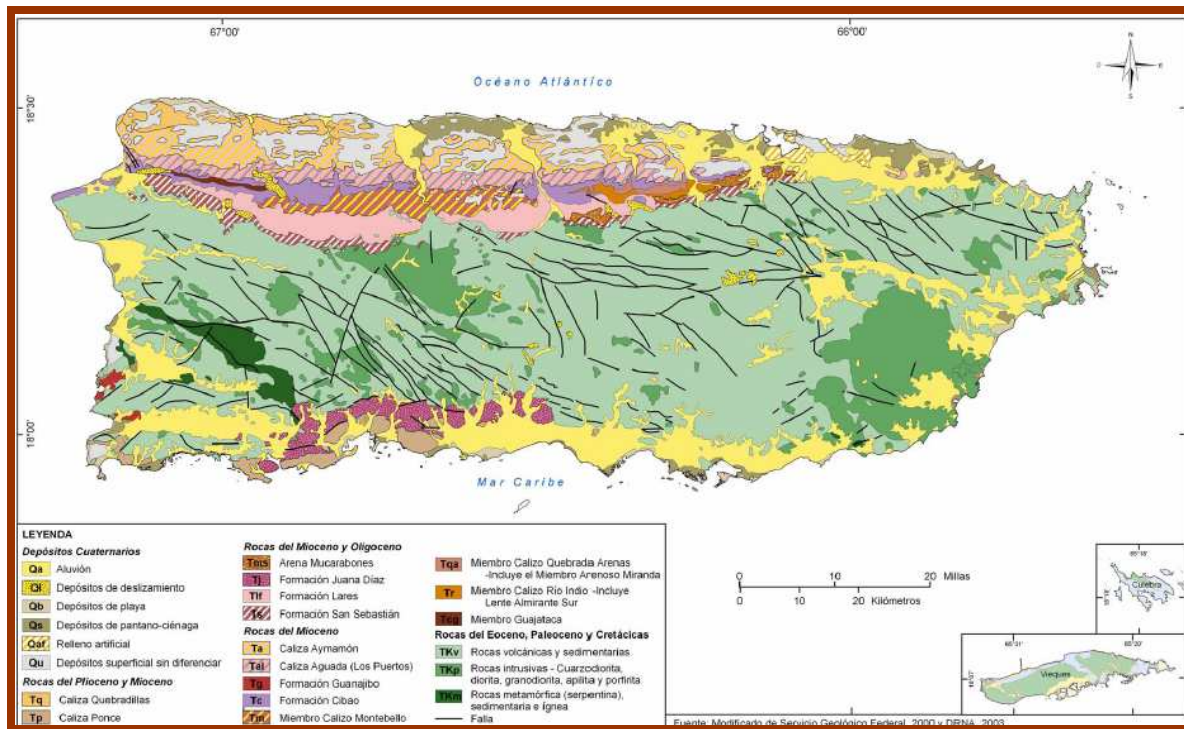 67°00'
66°00'
Océano Atlántico
N
O
E
S
18°30'
18°00'
Mar Caribe
LEYENDA
Depósitos Cuaternarios
Qa Aluvión
Ql Depósitos de deslizamiento
Qb Depósitos de playa
Qs Depósitos de pantano-ciénaga
Qaf Relleno artificial
Qu Depósitos superficial sin diferenciar
Rocas del Plioceno y Mioceno
Tq Caliza Quebradillas
Tp Caliza Ponce
Rocas del Mioceno y Oligoceno
Arena Mucarabones
Tj Formación Juana Díaz
Tlf Formación Lares
Ts Formación San Sebastián
Rocas del Mioceno
Ta Caliza Aymamón
Tai Caliza Aguada (Los Puertos)
Tg Formación Guanajibo
Tc Formación Cibao
Tm Miembro Calizo Montebello
Tqa Miembro Calizo Quebrada Arenas
-Incluye el Miembro Arenoso Miranda
Tr Miembro Calizo Río Indio -Incluye
Lente Almirante Sur
Tcg Miembro Guajataca
Rocas del Eoceno, Paleoceno y Cretácicas
TKv Rocas volcánicas y sedimentarias
TKp Rocas intrusivas - Cuarzodiorita,
diorita, granodorita, aplilita y porfirita
TKm Rocas metamórfica (serpentina),
sedimentaria e ígnea
Falla
0 10 20 Millas
0 10 20 Kilómetros
Culebra
Vieques
Fuente: Modificado de Servicio Geológico Federal, 2000 y DRNA, 2003